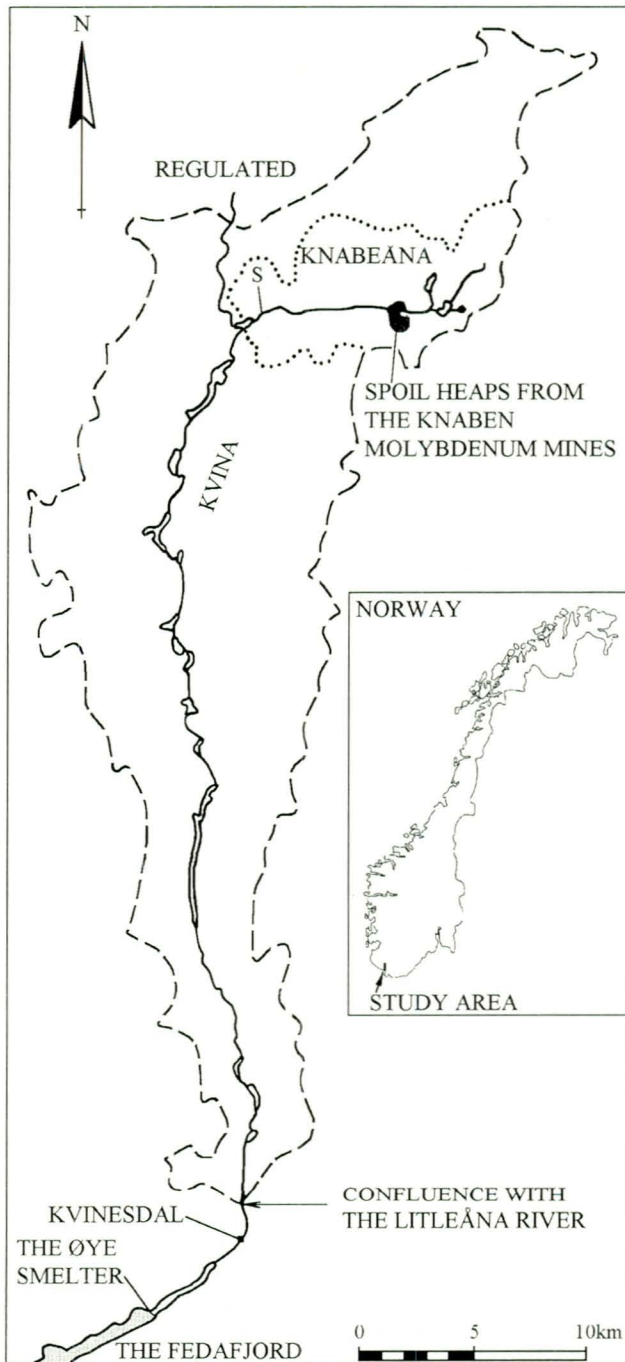 N
REGULATED
KNABEÅNA
S
SPOIL HEAPS FROM
THE KNABEN
MOLYBDENUM MINES
KVINA
NORWAY
STUDY AREA
CONFLUENCE WITH
THE LITLEÅNA RIVER
KVINESDAL
THE ØYE
SMELTER
THE FEDAFJORD
0 5 10km